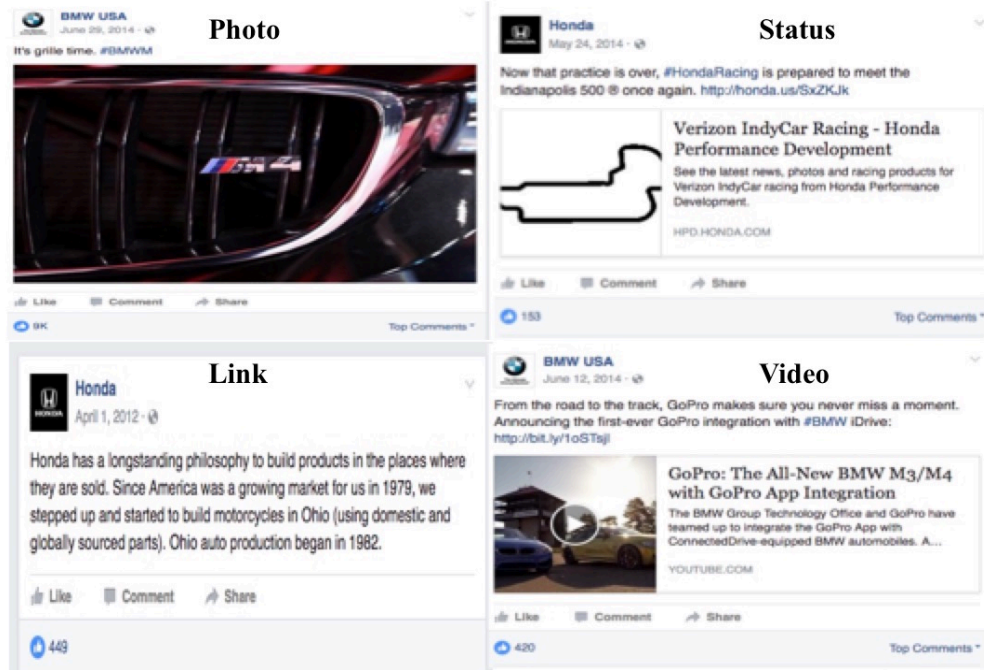 BMW USA
June 29, 2014
Photo
It's grille time. #BMWM
M4
Like Comment Share
9K
Top Comments
Honda
May 24, 2014
Status
HONDA
Now that practice is over, #HondaRacing is prepared to meet the
Indianapolis 500 ® once again. http://honda.us/SxZKJk
Verizon IndyCar Racing - Honda
Performance Development
See the latest news, photos and racing products for
Verizon IndyCar racing from Honda Performance
Development.
HPD.HONDA.COM
Like Comment Share
153
Top Comments
Link
Honda
April 1, 2012
HONDA
Honda has a longstanding philosophy to build products in the places where
they are sold. Since America was a growing market for us in 1979, we
stepped up and started to build motorcycles in Ohio (using domestic and
globally sourced parts). Ohio auto production began in 1982.
Like Comment Share
449
BMW USA
June 12, 2014
Video
From the road to the track, GoPro makes sure you never miss a moment.
Announcing the first-ever GoPro integration with #BMW iDrive:
http://bit.ly/1oSTsjl
GoPro: The All-New BMW M3/M4
with GoPro App Integration
The BMW Group Technology Office and GoPro have
teamed up to integrate the GoPro App with
ConnectedDrive-equipped BMW automobiles. A...
YOUTUBE.COM
Like Comment Share
420
Top Comments